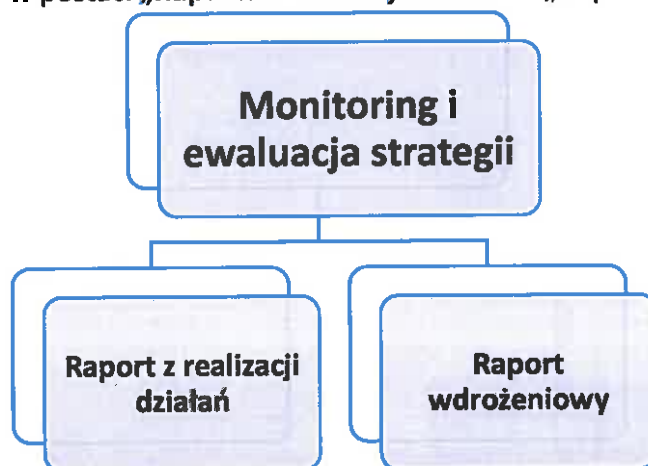 Monitoring i
ewaluacja strategii
Raport z realizacji
działań
Raport
wdrożeniowy